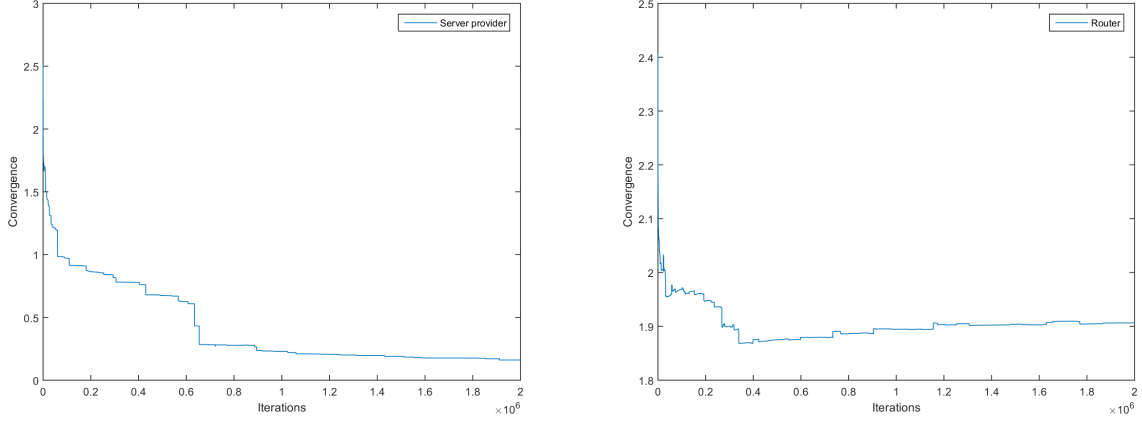 3
2.5
2
1.5
1
0.5
0
Convergence
0 0.2 0.4 0.6 0.8 1 1.2 1.4 1.6 1.8 2
Iterations
×10^6
Server provider
2.5
2.4
2.3
2.2
2.1
2
1.9
1.8
Convergence
0 0.2 0.4 0.6 0.8 1 1.2 1.4 1.6 1.8 2
Iterations
×10^6
Router